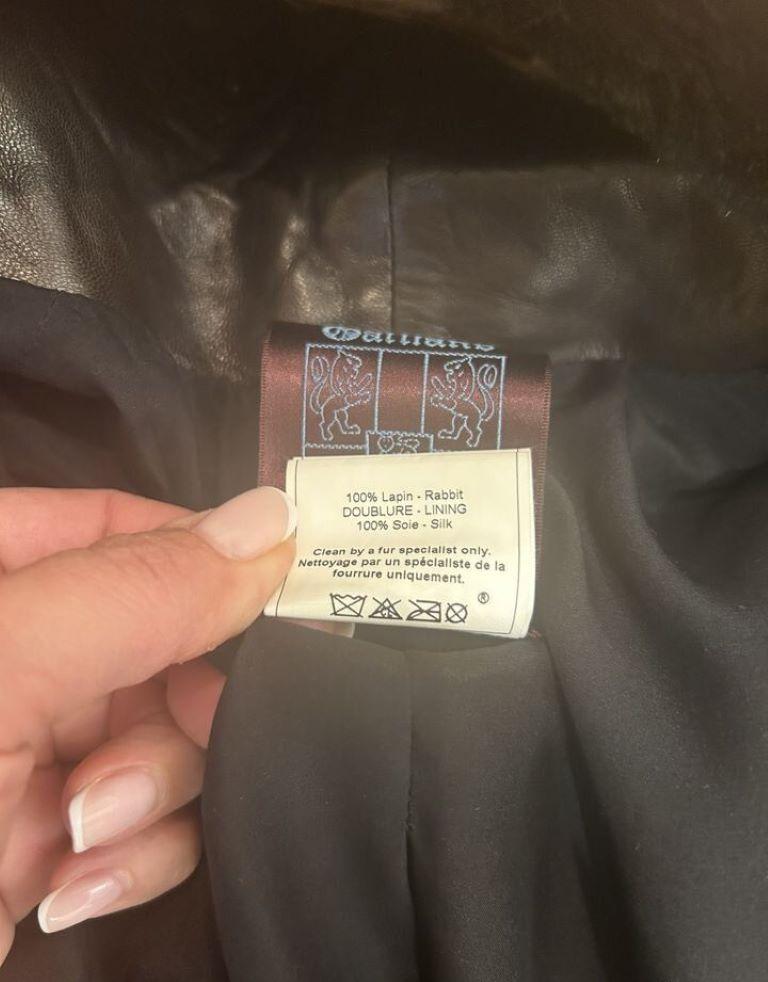 Galliano
100% Lapin - Rabbit
DOUBLURE - LINING
100% Soie - Silk
Clean by a fur specialist only.
Nettoyage par un spécialiste de la
fourrure uniquement.
®